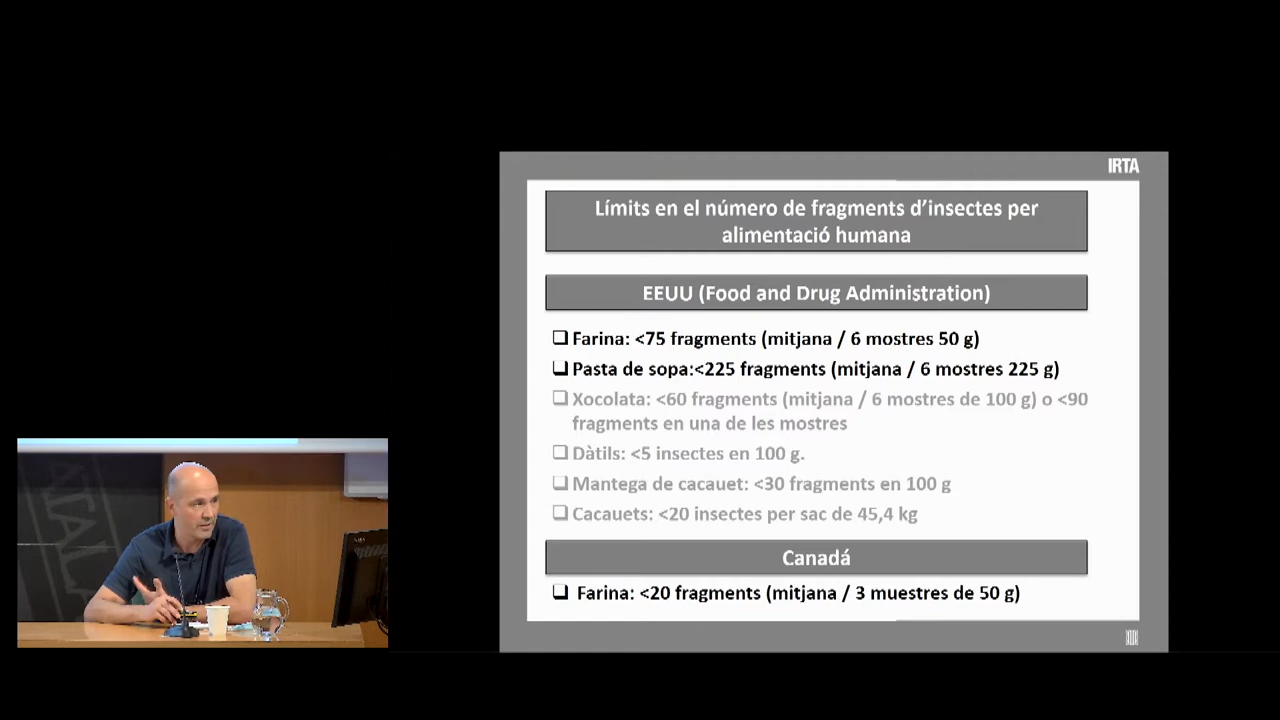 IRTA
Límits en el número de fragments d'insectes per
alimentació humana
EEUU (Food and Drug Administration)
❑ Farina: <75 fragments (mitjana / 6 mostres 50 g)
❑ Pasta de sopa:<225 fragments (mitjana / 6 mostres 225 g)
❑ Xocolata: <60 fragments (mitjana / 6 mostres de 100 g) o <90
fragments en una de les mostres
❑ Dàtils: <5 insectes en 100 g.
❑ Mantega de cacauet: <30 fragments en 100 g
❑ Cacauets: <20 insectes per sac de 45,4 kg
Canadá
❑ Farina: <20 fragments (mitjana / 3 muestres de 50 g)